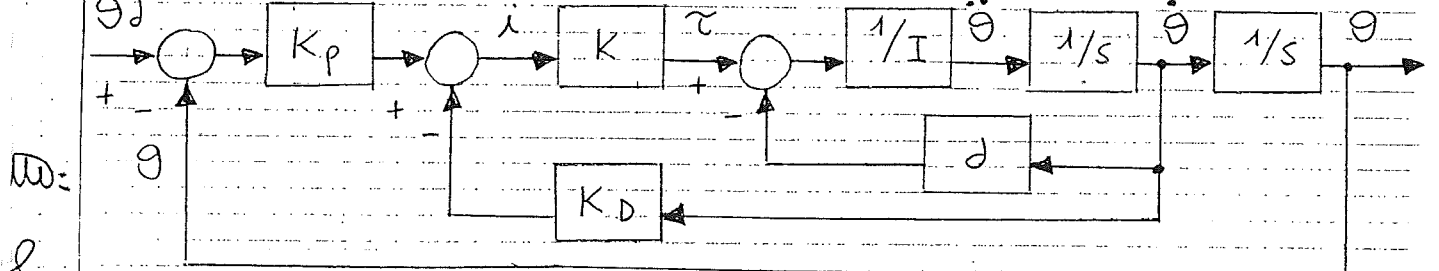 ϑd i τ ϑ̈ ϑ̇ ϑ
Kp K 1/I 1/s 1/s
+ - + - + -
ϑ d
KD